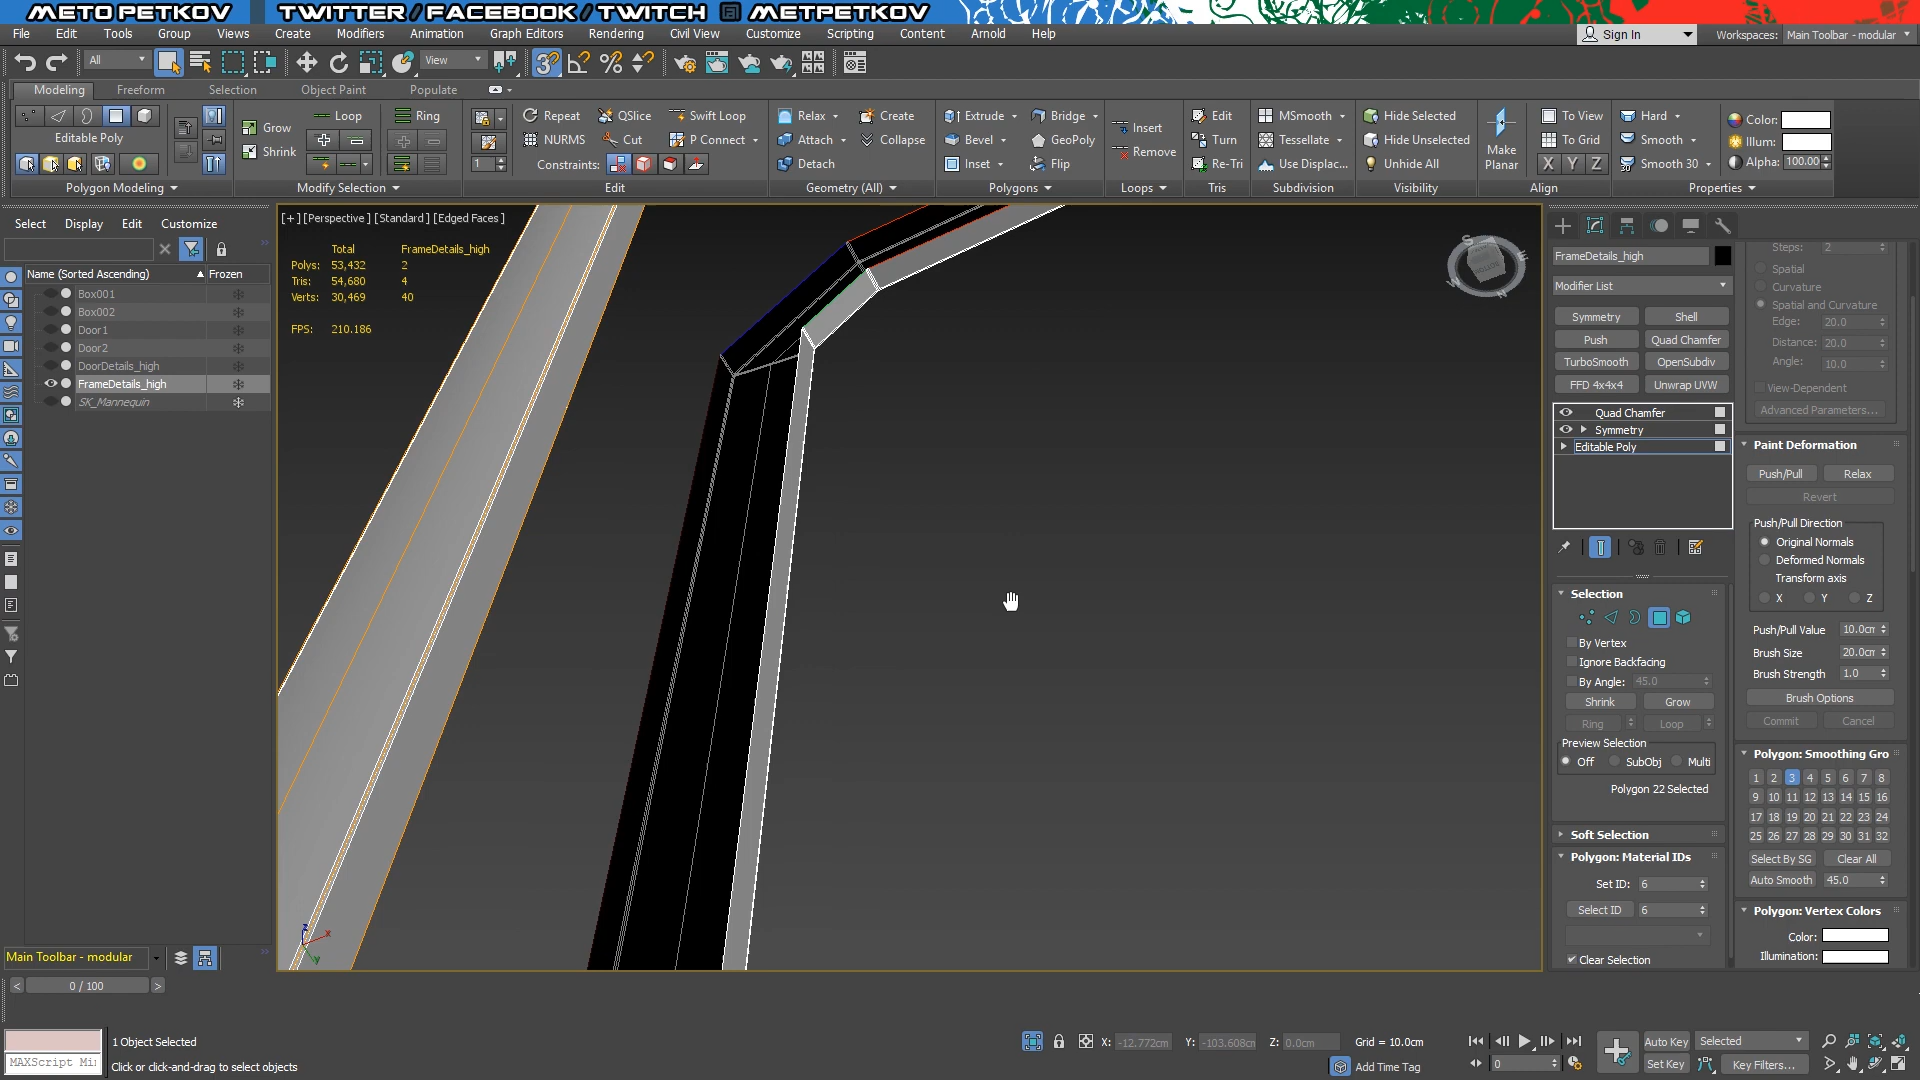 METO PETKOV TWITTER / FACEBOOK / TWITCH @ METPETKOV
File Edit Tools Group Views Create Modifiers Animation Graph Editors Rendering Civil View Customize Scripting Content Arnold Help Sign In Workspaces: Main Toolbar - modular
All View
Modeling Freeform Selection Object Paint Populate
Editable Poly Grow Loop Ring Repeat QSlice Swift Loop Relax Create Extrude Bridge Insert Edit MSmooth Hide Selected To View Hard Color:
Shrink NURMS Cut P Connect Attach Collapse Bevel GeoPoly Remove Turn Tessellate Hide Unselected Make Planar To Grid Smooth Illum:
1 Constraints: Detach Inset Flip Re-Tri Use Displac... Unhide All X Y Z Smooth 30 Alpha: 100.00
Polygon Modeling Modify Selection Edit Geometry (All) Polygons Loops Tris Subdivision Visibility Align Properties
Select Display Edit Customize
Name (Sorted Ascending) Frozen
Box001
Box002
Door1
Door2
DoorDetails_high
FrameDetails_high
SK_Mannequin
[+] [Perspective ] [Standard ] [Edged Faces ]
Total FrameDetails_high
Polys: 53,432 2
Tris: 54,680 4
Verts: 30,469 40
FPS: 210.186
z x y
S E W N
BOTTOM
FrameDetails_high
Modifier List
Symmetry Shell
Push Quad Chamfer
TurboSmooth OpenSubdiv
FFD 4x4x4 Unwrap UVW
Quad Chamfer
Symmetry
Editable Poly
Selection
By Vertex
Ignore Backfacing
By Angle: 45.0
Shrink Grow
Ring Loop
Preview Selection
Off SubObj Multi
Polygon 22 Selected
Soft Selection
Polygon: Material IDs
Set ID: 6
Select ID 6
Clear Selection
Steps: 2
Spatial
Curvature
Spatial and Curvature
Edge: 20.0
Distance: 20.0
Angle: 10.0
View-Dependent
Advanced Parameters...
Paint Deformation
Push/Pull Relax
Revert
Push/Pull Direction
Original Normals
Deformed Normals
Transform axis
X Y Z
Push/Pull Value 10.0cm
Brush Size 20.0cm
Brush Strength 1.0
Brush Options
Commit Cancel
Polygon: Smoothing Gro
1 2 3 4 5 6 7 8
9 10 11 12 13 14 15 16
17 18 19 20 21 22 23 24
25 26 27 28 29 30 31 32
Select By SG Clear All
Auto Smooth 45.0
Polygon: Vertex Colors
Color:
Illumination:
Main Toolbar - modular
< 0 / 100 >
1 Object Selected X: -12.772cm Y: -103.608cm Z: 0.0cm Grid = 10.0cm Auto Key Selected
MAXScript Mi Click or click-and-drag to select objects Add Time Tag 0 Set Key Key Filters...